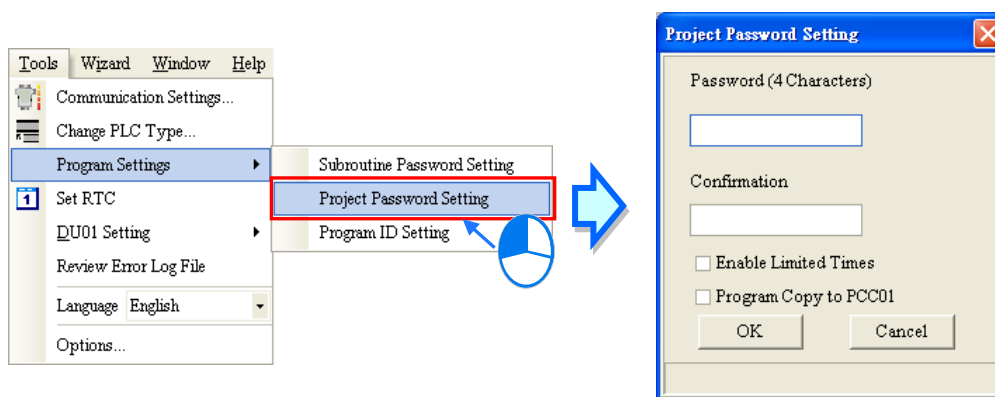 Tools Wizard Window Help
Communication Settings...
Change PLC Type...
Program Settings
Set RTC
DU01 Setting
Review Error Log File
Language English
Options...
Subroutine Password Setting
Project Password Setting
Program ID Setting
Project Password Setting
Password (4 Characters)
Confirmation
Enable Limited Times
Program Copy to PCC01
OK Cancel